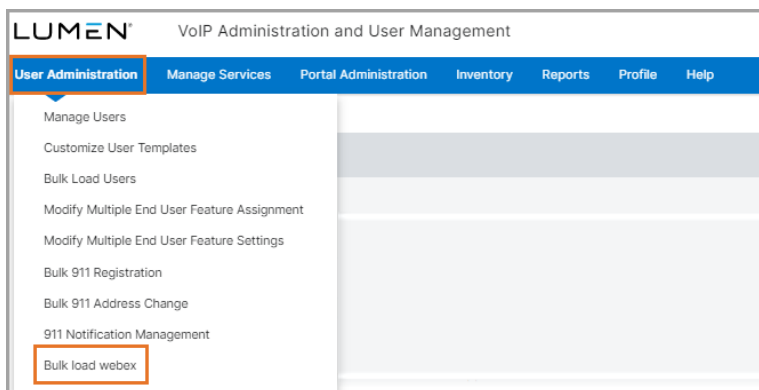 LUMEN® VoIP Administration and User Management
User Administration Manage Services Portal Administration Inventory Reports Profile Help
Manage Users
Customize User Templates
Bulk Load Users
Modify Multiple End User Feature Assignment
Modify Multiple End User Feature Settings
Bulk 911 Registration
Bulk 911 Address Change
911 Notification Management
Bulk load webex